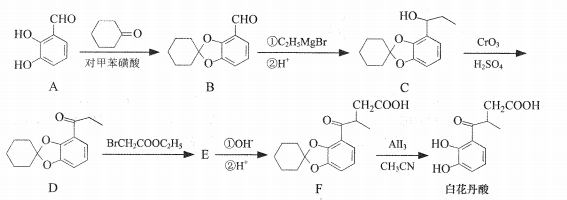 CHO
HO
HO
O
对甲苯磺酸
A
CHO
O
O
B
①C₂H₅MgBr
②H⁺
HO
O
O
C
CrO₃
H₂SO₄
O
O
O
D
BrCH₂COOC₂H₅
E
①OH⁻
②H⁺
CH₂COOH
O
O
O
F
AlI₃
CH₃CN
CH₂COOH
O
HO
HO
白花丹酸